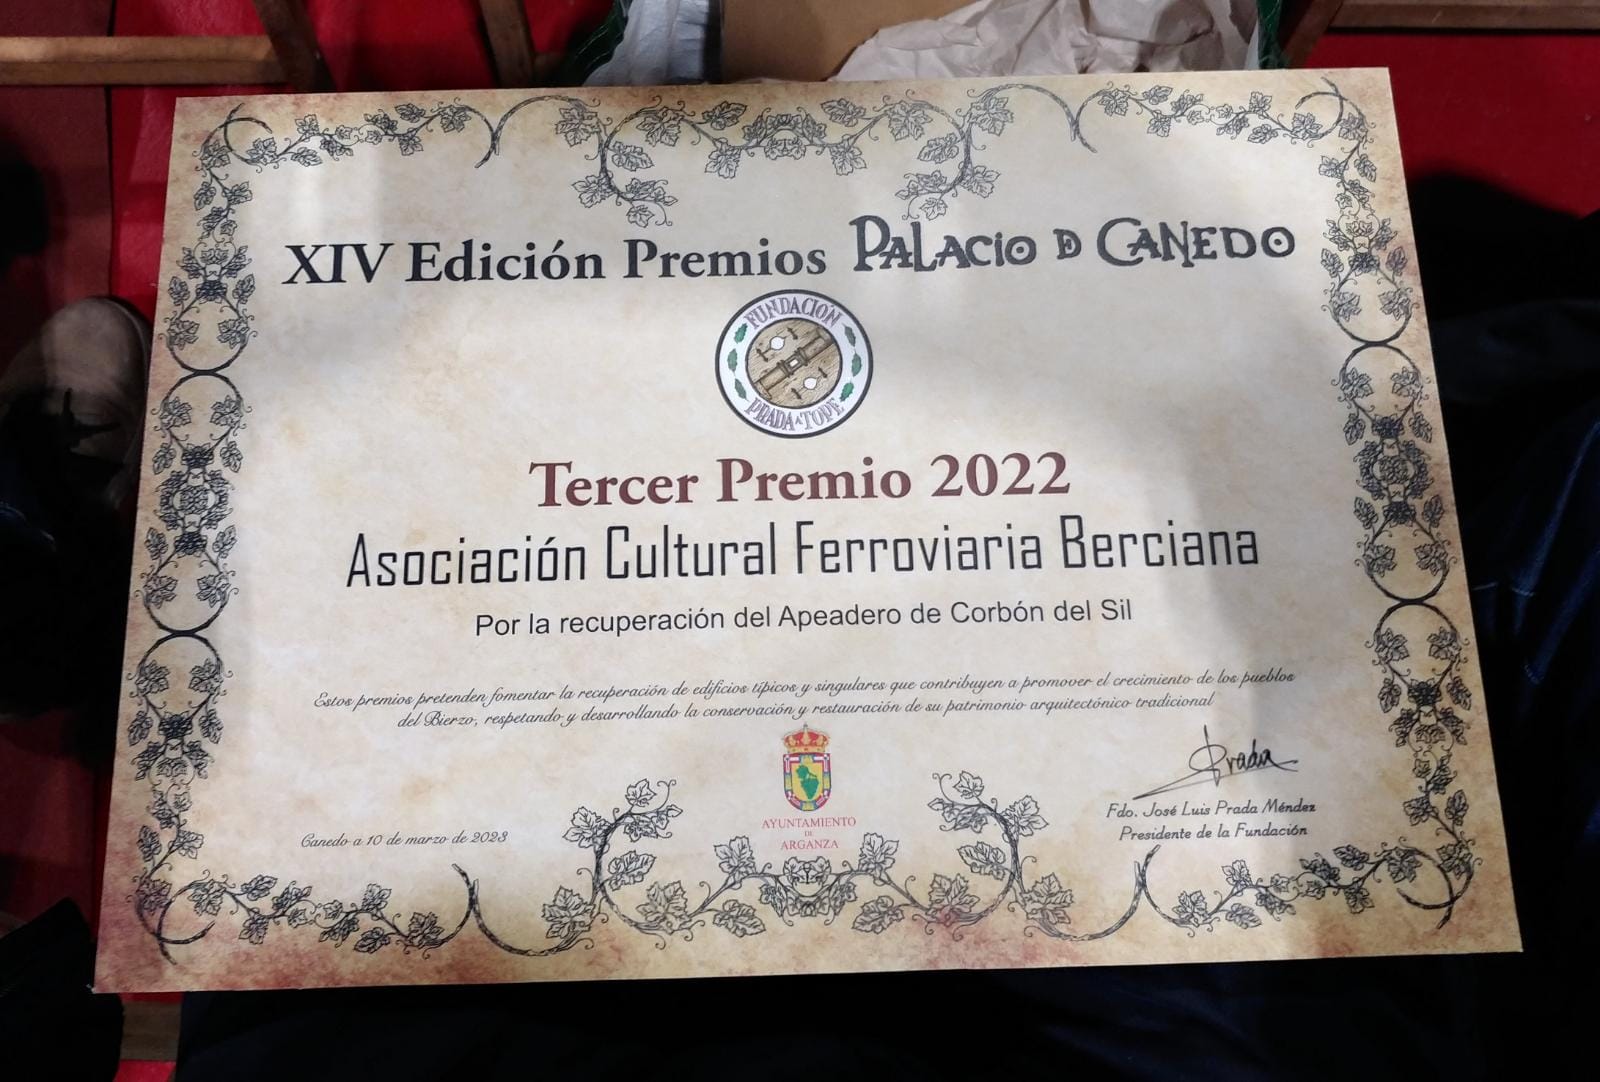 XIV Edición Premios PALACIO D CANEDO
FUNDACIÓN
PRADA A TOPE
Tercer Premio 2022
Asociación Cultural Ferroviaria Berciana
Por la recuperación del Apeadero de Corbón del Sil
Estos premios pretenden fomentar la recuperación de edificios típicos y singulares que contribuyen a promover el crecimiento de los pueblos
del Bierzo, respetando y desarrollando la conservación y restauración de su patrimonio arquitectónico tradicional
Prada
Fdo. José Luis Prada Méndez
Presidente de la Fundación
AYUNTAMIENTO
DE
ARGANZA
Canedo a 10 de marzo de 2023